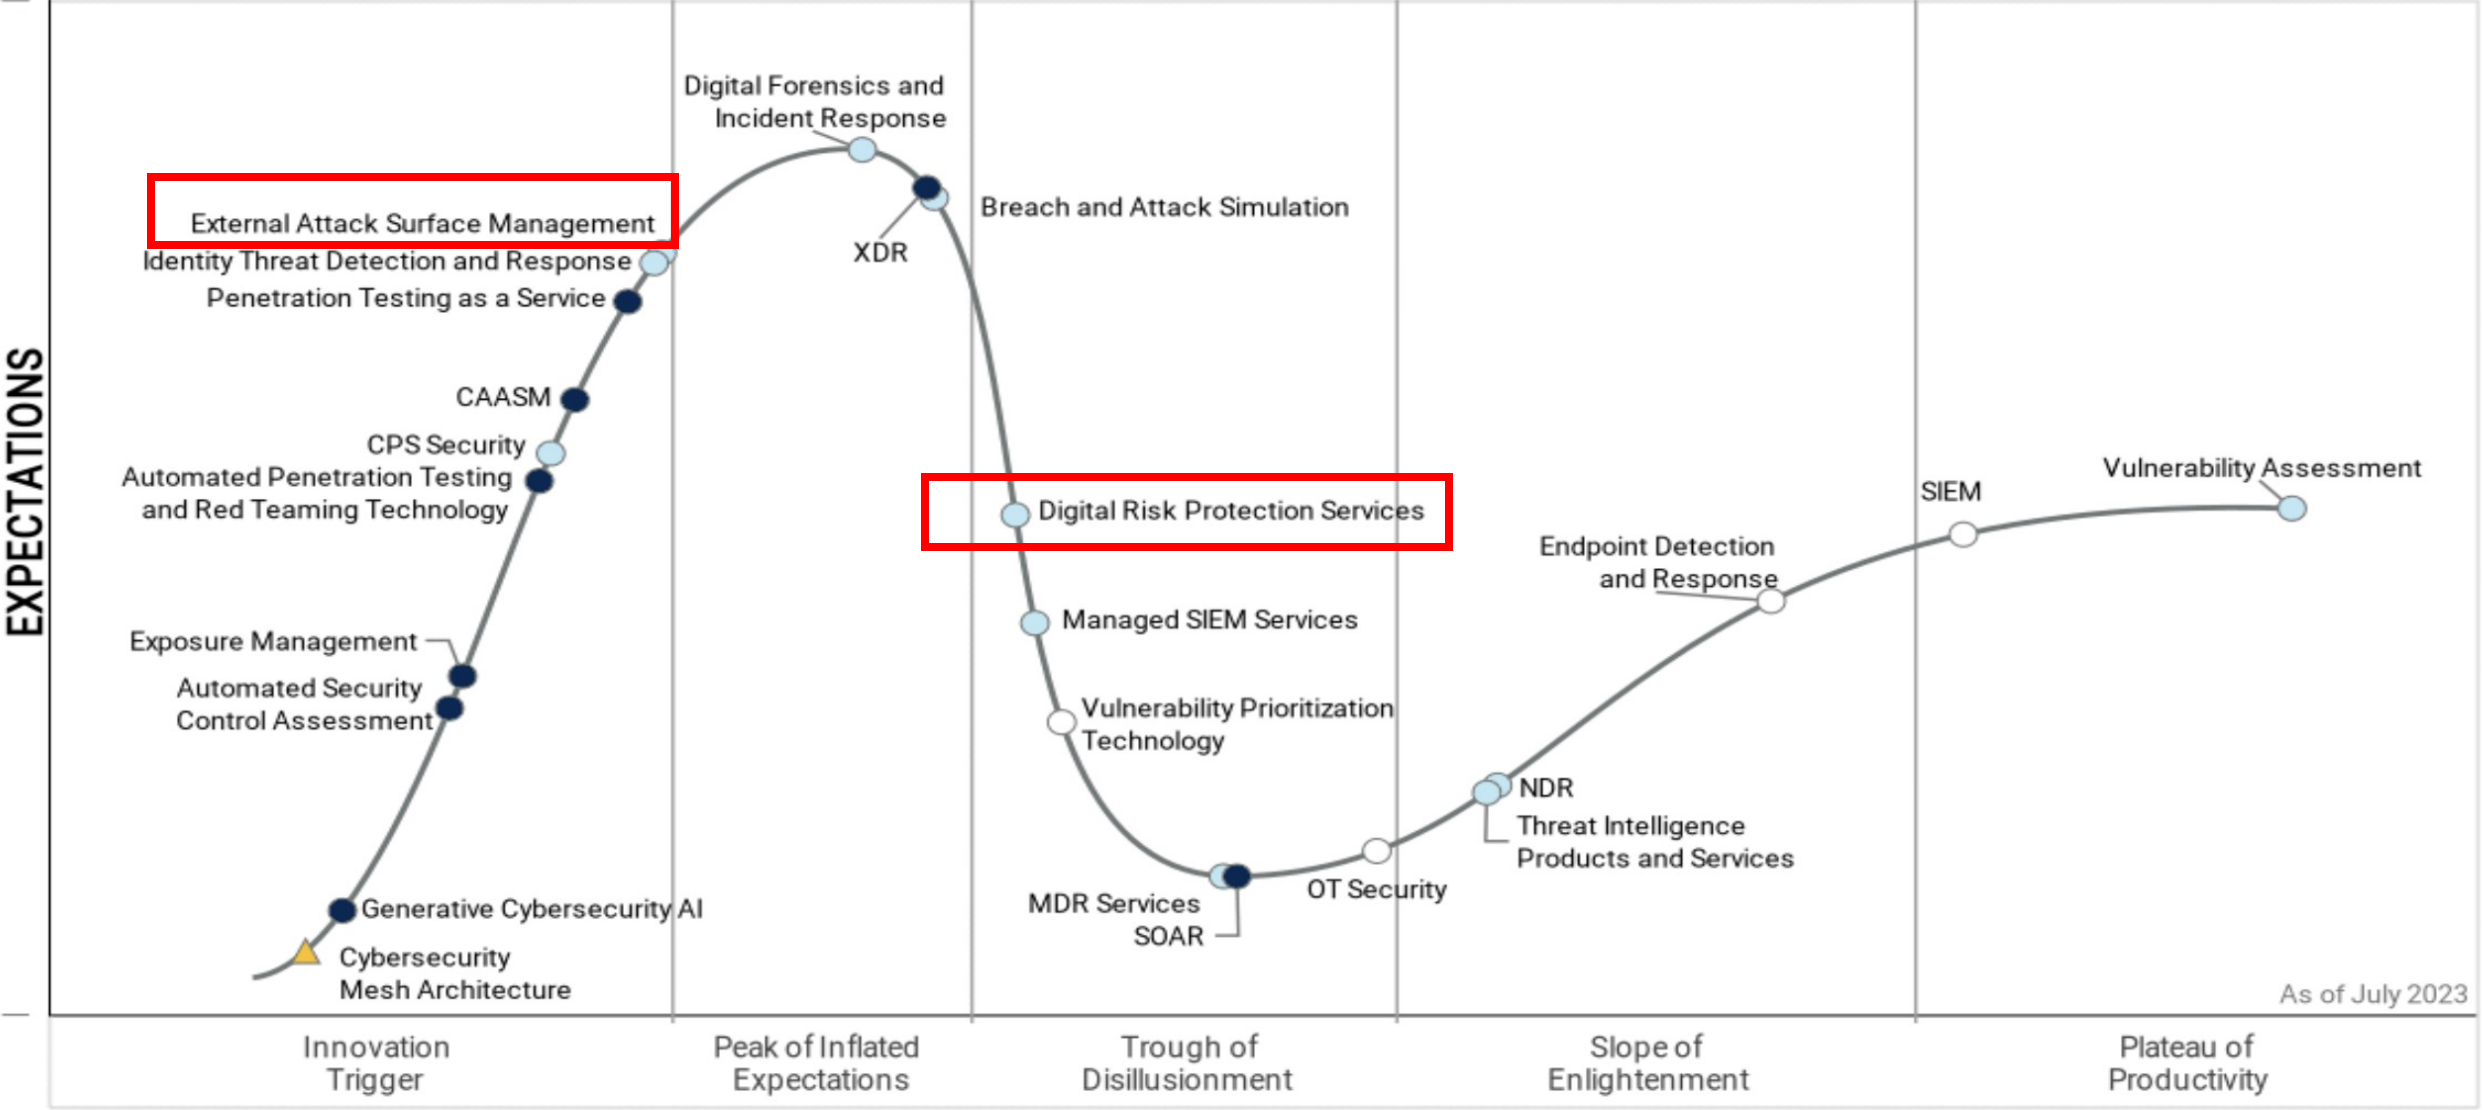 EXPECTATIONS
Digital Forensics and
Incident Response
External Attack Surface Management
Identity Threat Detection and Response
Penetration Testing as a Service
CAASM
CPS Security
Automated Penetration Testing
and Red Teaming Technology
Exposure Management
Automated Security
Control Assessment
Generative Cybersecurity AI
Cybersecurity
Mesh Architecture
XDR
Breach and Attack Simulation
Digital Risk Protection Services
Managed SIEM Services
Vulnerability Prioritization
Technology
MDR Services
SOAR
OT Security
NDR
Threat Intelligence
Products and Services
Endpoint Detection
and Response
SIEM
Vulnerability Assessment
As of July 2023
Innovation
Trigger
Peak of Inflated
Expectations
Trough of
Disillusionment
Slope of
Enlightenment
Plateau of
Productivity